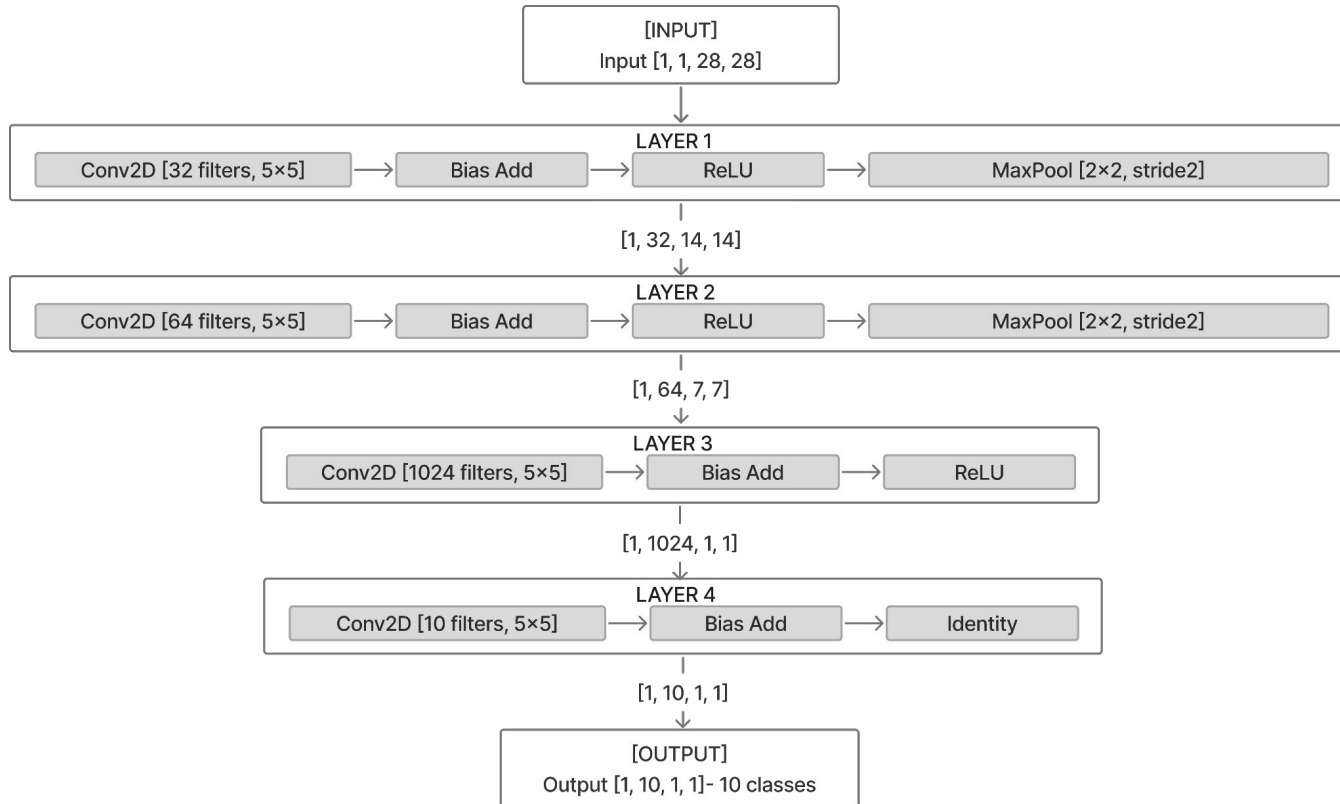 [INPUT]
Input [1, 1, 28, 28]
LAYER 1
Conv2D [32 filters, 5×5]
Bias Add
ReLU
MaxPool [2×2, stride2]
[1, 32, 14, 14]
LAYER 2
Conv2D [64 filters, 5×5]
Bias Add
ReLU
MaxPool [2×2, stride2]
[1, 64, 7, 7]
LAYER 3
Conv2D [1024 filters, 5×5]
Bias Add
ReLU
[1, 1024, 1, 1]
LAYER 4
Conv2D [10 filters, 5×5]
Bias Add
Identity
[1, 10, 1, 1]
[OUTPUT]
Output [1, 10, 1, 1]- 10 classes